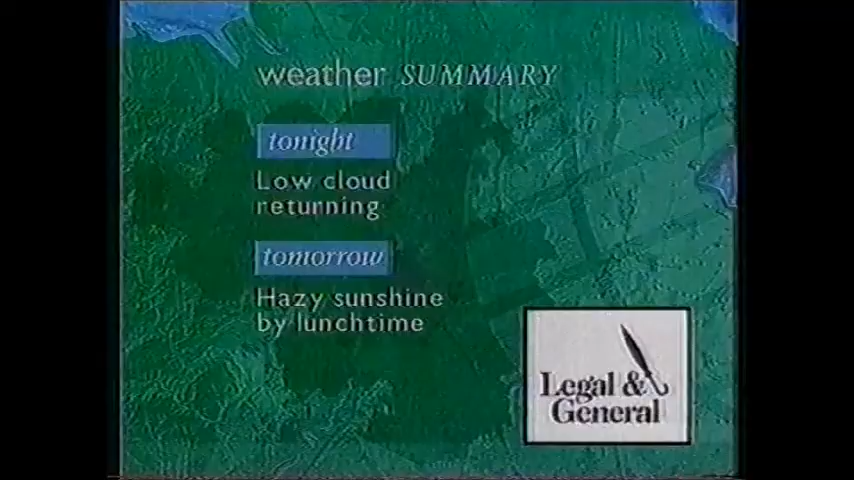 weather SUMMARY
tonight
Low cloud
returning
tomorrow
Hazy sunshine
by lunchtime
Legal &
General